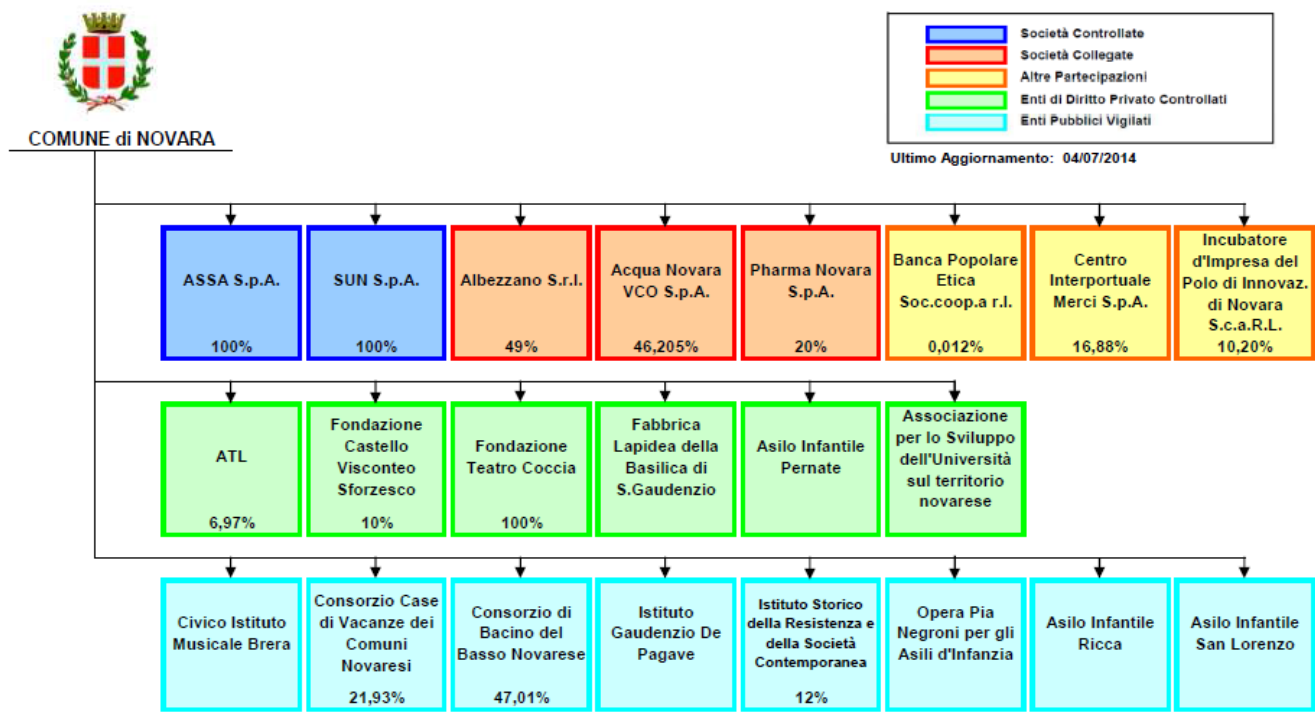 COMUNE di NOVARA
Società Controllate
Società Collegate
Altre Partecipazioni
Enti di Diritto Privato Controllati
Enti Pubblici Vigilati
Ultimo Aggiornamento: 04/07/2014
ASSA S.p.A.
100%
SUN S.p.A.
100%
Albezzano S.r.l.
49%
Acqua Novara
VCO S.p.A.
46,205%
Pharma Novara
S.p.A.
20%
Banca Popolare
Etica
Soc.coop.a r.l.
0,012%
Centro
Interportuale
Merci S.p.A.
16,88%
Incubatore
d'Impresa del
Polo di Innovaz.
di Novara
S.c.a.R.L.
10,20%
ATL
6,97%
Fondazione
Castello
Visconteo
Sforzesco
10%
Fondazione
Teatro Coccia
100%
Fabbrica
Lapidea della
Basilica di
S.Gaudenzio
Asilo Infantile
Pernate
Associazione
per lo Sviluppo
dell'Università
sul territorio
novarese
Civico Istituto
Musicale Brera
Consorzio Case
di Vacanze dei
Comuni
Novaresi
21,93%
Consorzio di
Bacino del
Basso Novarese
47,01%
Istituto
Gaudenzio De
Pagave
Istituto Storico
della Resistenza e
della Società
Contemporanea
12%
Opera Pia
Negroni per gli
Asili d'Infanzia
Asilo Infantile
Ricca
Asilo Infantile
San Lorenzo